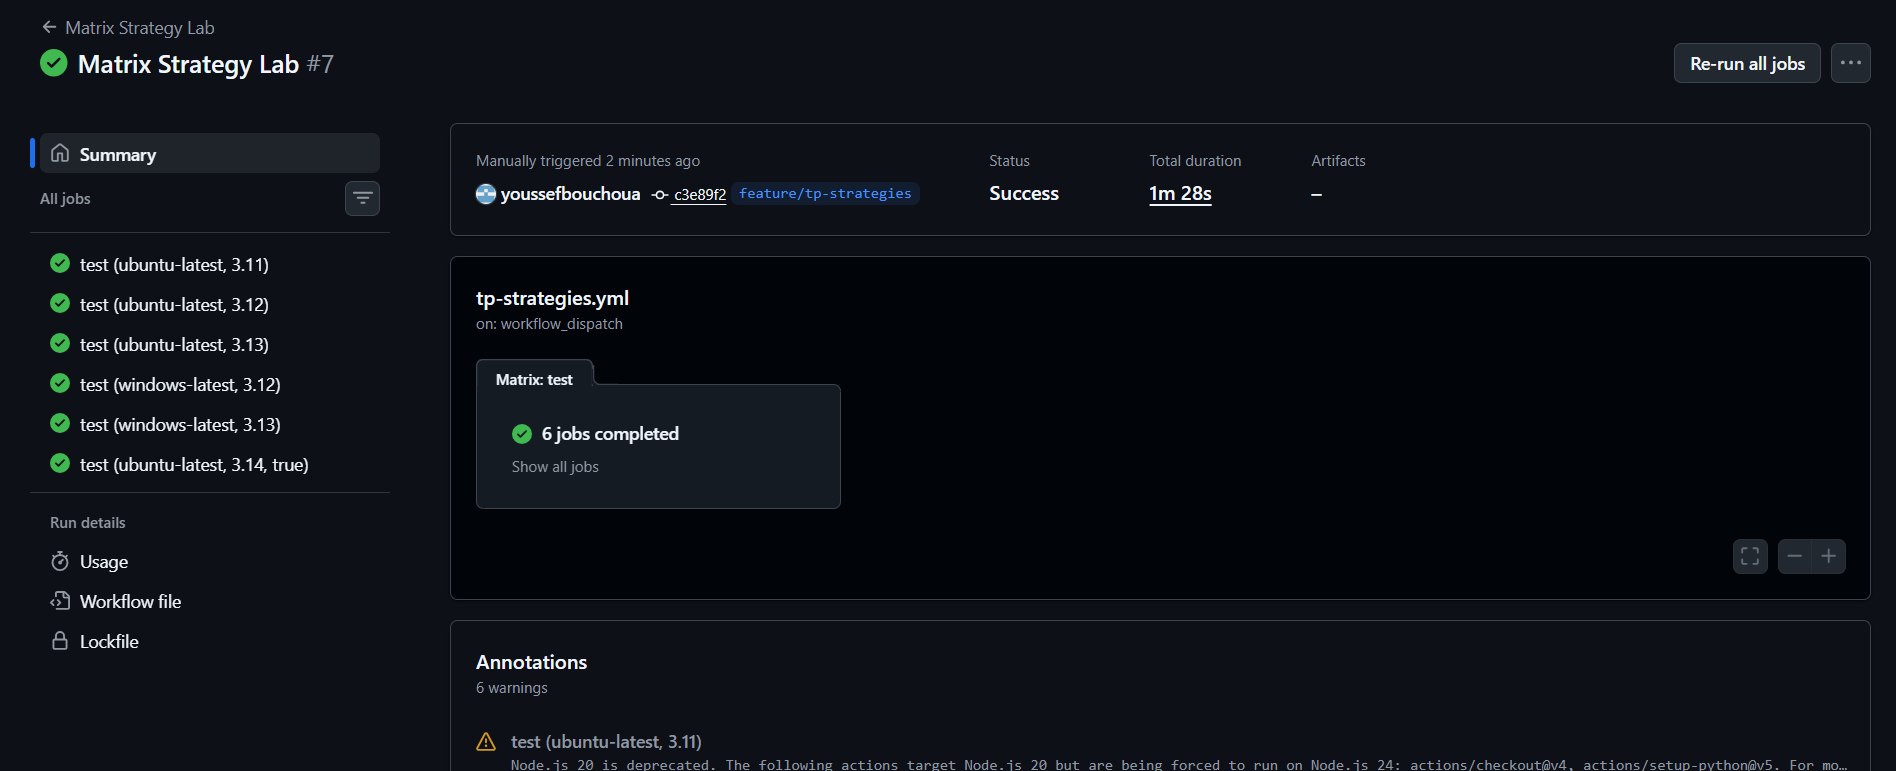 Matrix Strategy Lab
Matrix Strategy Lab #7
Re-run all jobs
Summary
All jobs
test (ubuntu-latest, 3.11)
test (ubuntu-latest, 3.12)
test (ubuntu-latest, 3.13)
test (windows-latest, 3.12)
test (windows-latest, 3.13)
test (ubuntu-latest, 3.14, true)
Run details
Usage
Workflow file
Lockfile
Manually triggered 2 minutes ago
youssefbouchoua c3e89f2 feature/tp-strategies
Status
Success
Total duration
1m 28s
Artifacts
–
tp-strategies.yml
on: workflow_dispatch
Matrix: test
6 jobs completed
Show all jobs
Annotations
6 warnings
test (ubuntu-latest, 3.11)
Node.js 20 is deprecated. The following actions target Node.js 20 but are being forced to run on Node.js 24: actions/checkout@v4, actions/setup-python@v5. For mo…